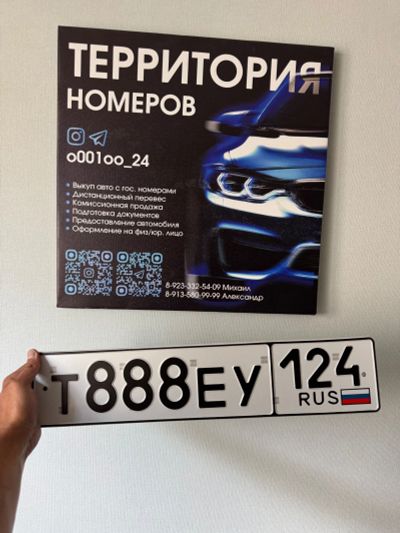 ТЕРРИТОРИЯ
НОМЕРОВ
o001oo_24
• Выкуп авто с гос. номерами
• Дистанционный перевес
• Комиссионная продажа
• Подготовка документов
• Предоставление автомобиля
• Оформление на физ/юр. лицо
8-923-332-54-09 Михаил
8-913-580-99-99 Александр
Т888ЕУ 124
RUS